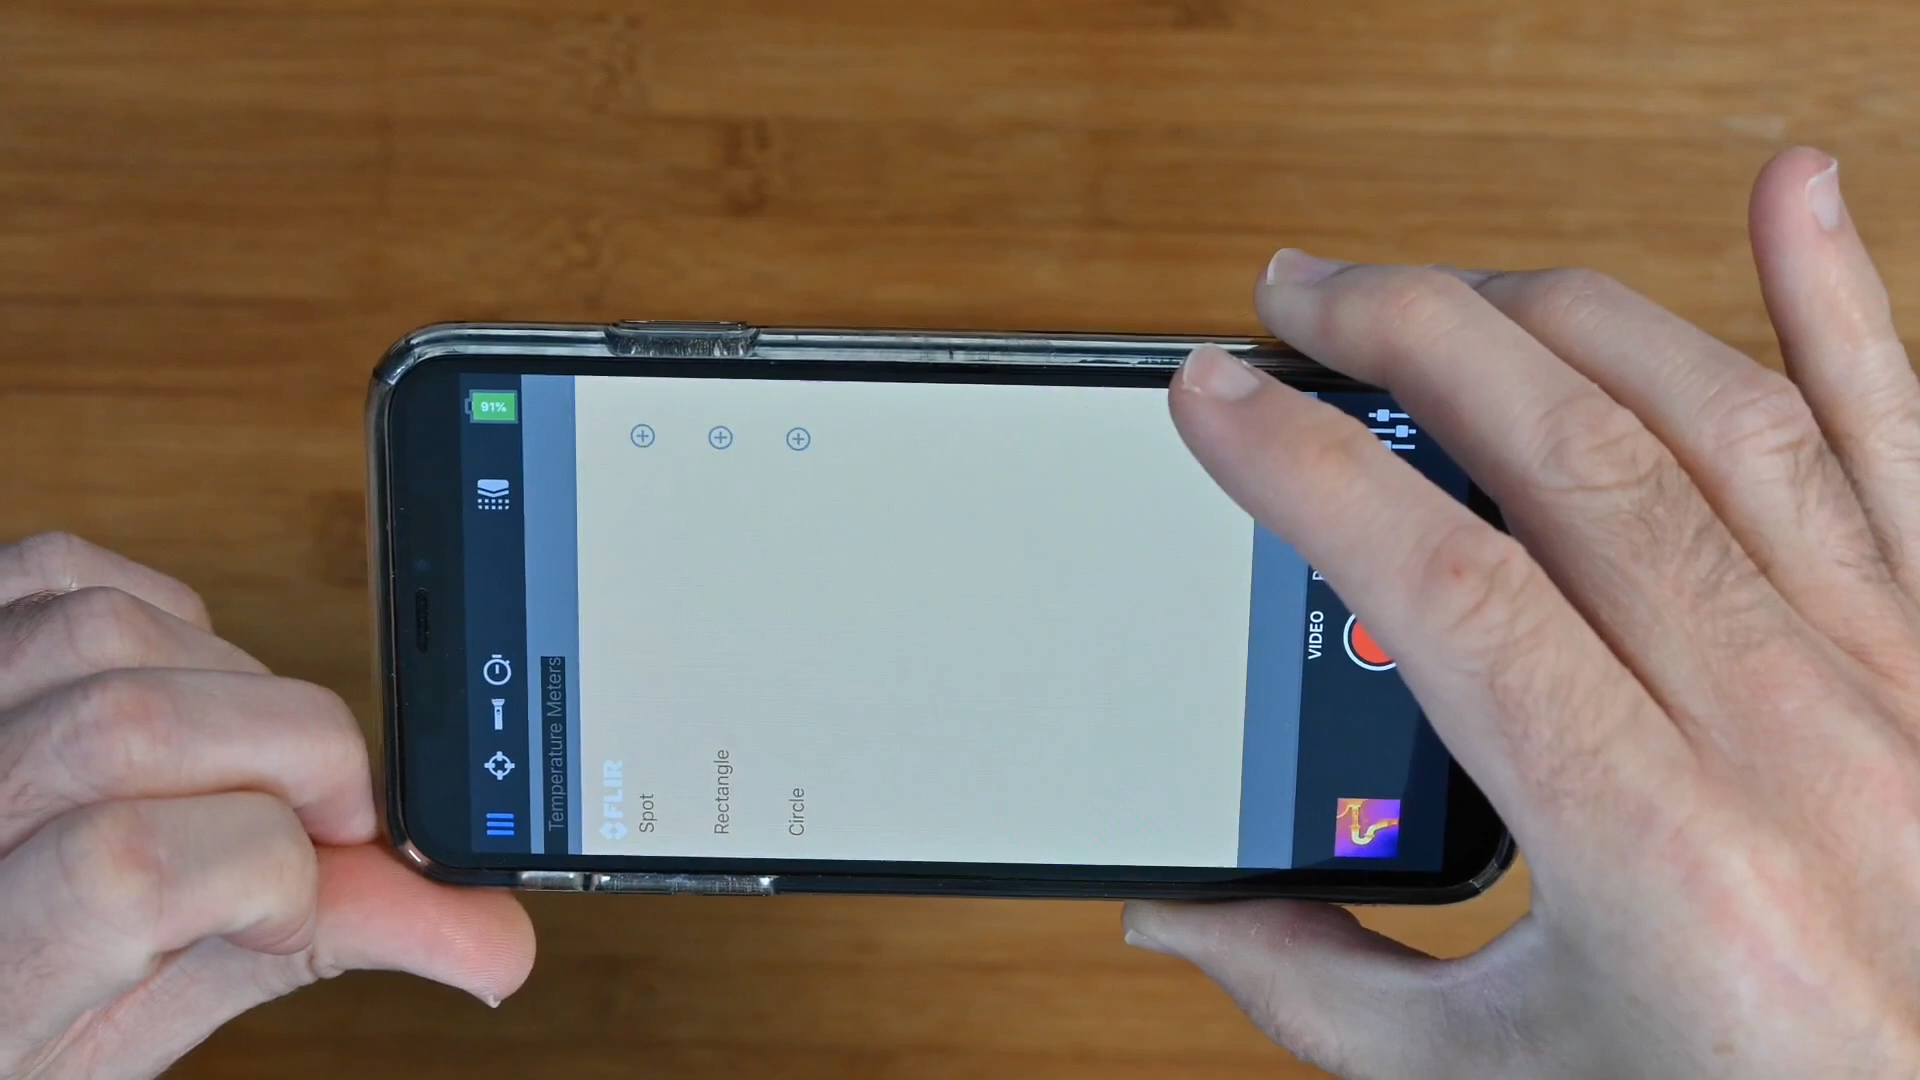 91%
Temperature Meters
FLIR
Spot
Rectangle
Circle
VIDEO